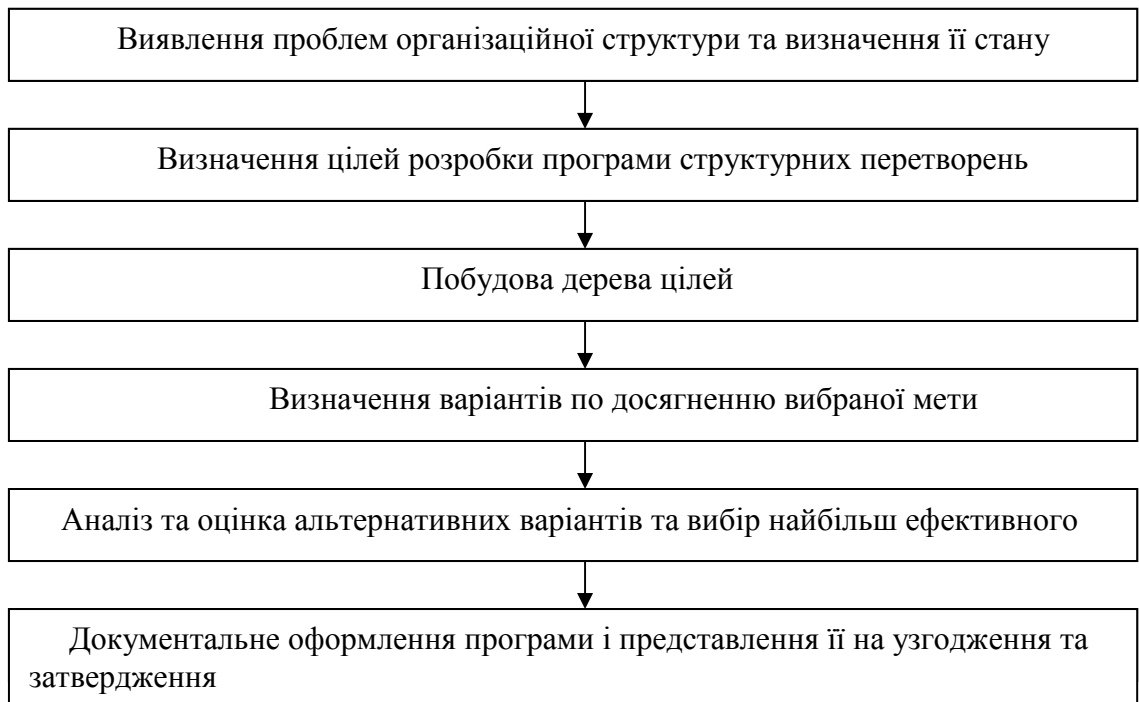 Виявлення проблем організаційної структури та визначення її стану
Визначення цілей розробки програми структурних перетворень
Побудова дерева цілей
Визначення варіантів по досягненню вибраної мети
Аналіз та оцінка альтернативних варіантів та вибір найбільш ефективного
Документальне оформлення програми і представлення її на узгодження та
затвердження